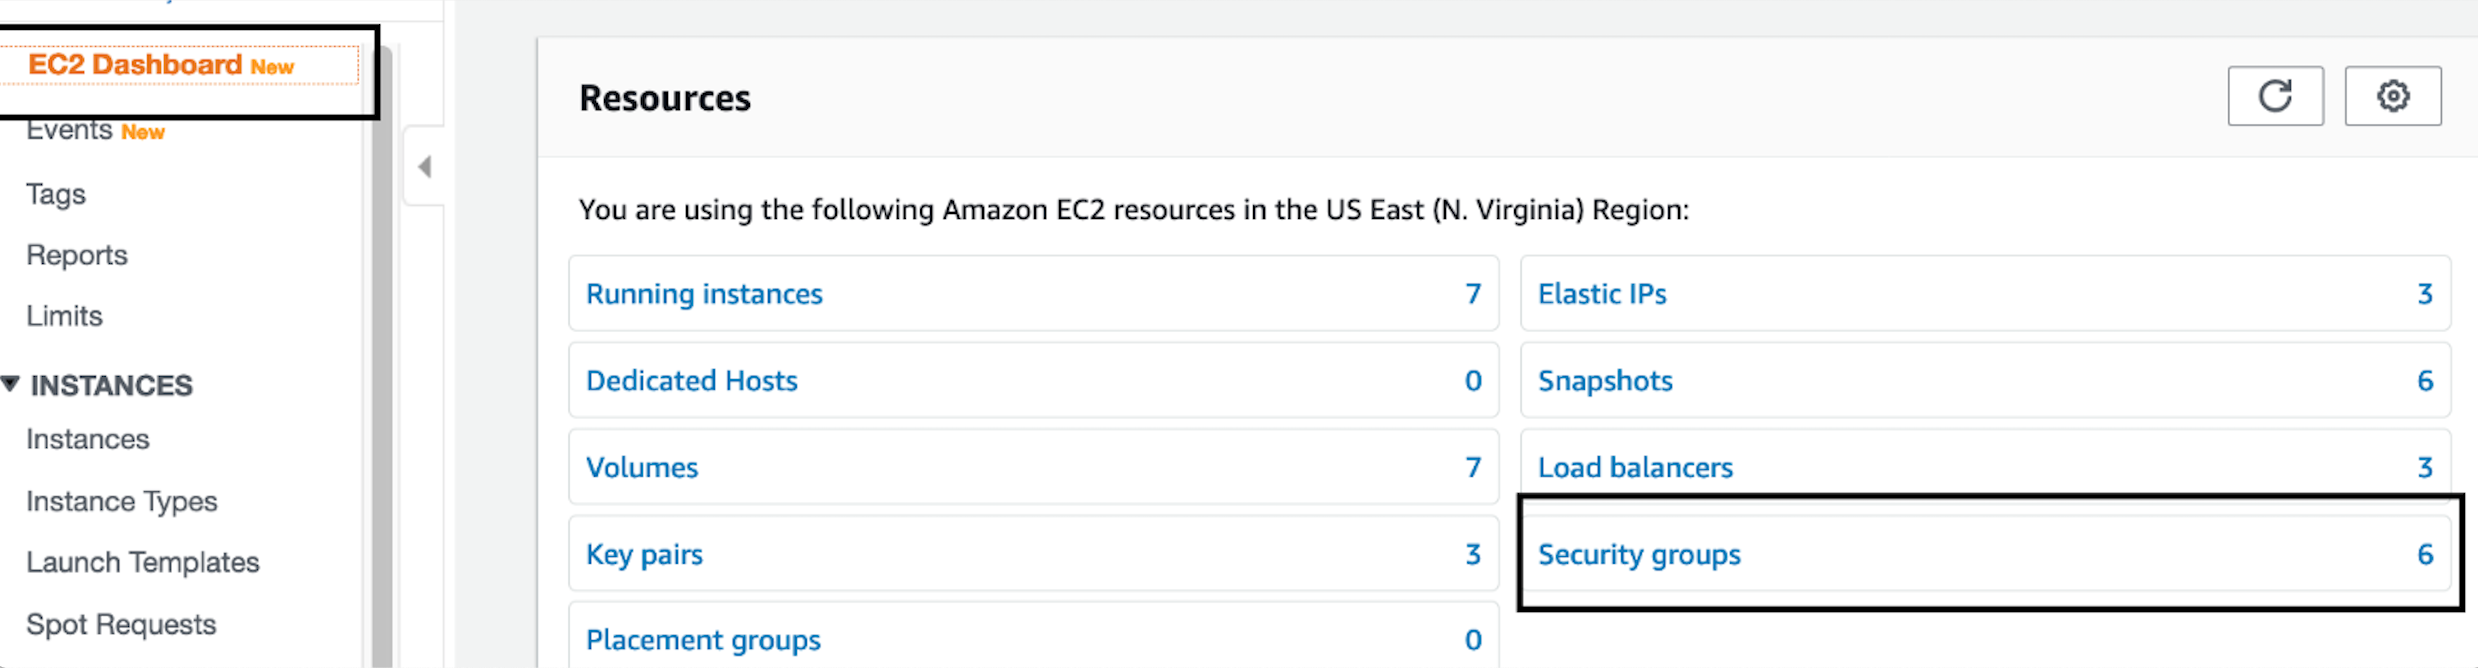 EC2 Dashboard New
Events New
Tags
Reports
Limits
INSTANCES
Instances
Instance Types
Launch Templates
Spot Requests
Resources
You are using the following Amazon EC2 resources in the US East (N. Virginia) Region:
Running instances 7
Elastic IPs 3
Dedicated Hosts 0
Snapshots 6
Volumes 7
Load balancers 3
Key pairs 3
Security groups 6
Placement groups 0